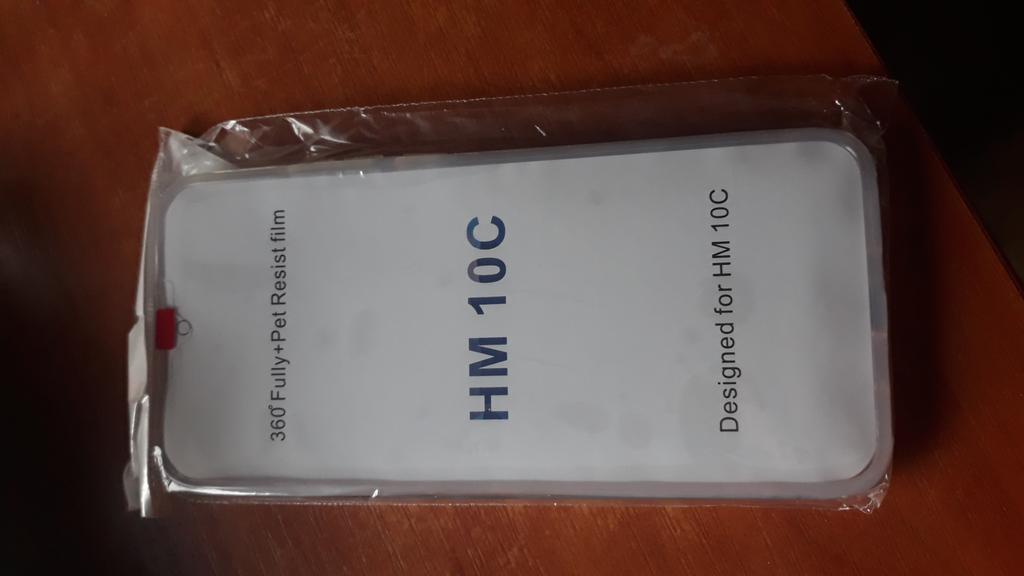 360°Fully+Pet Resist film
HM 10C
Designed for HM 10C